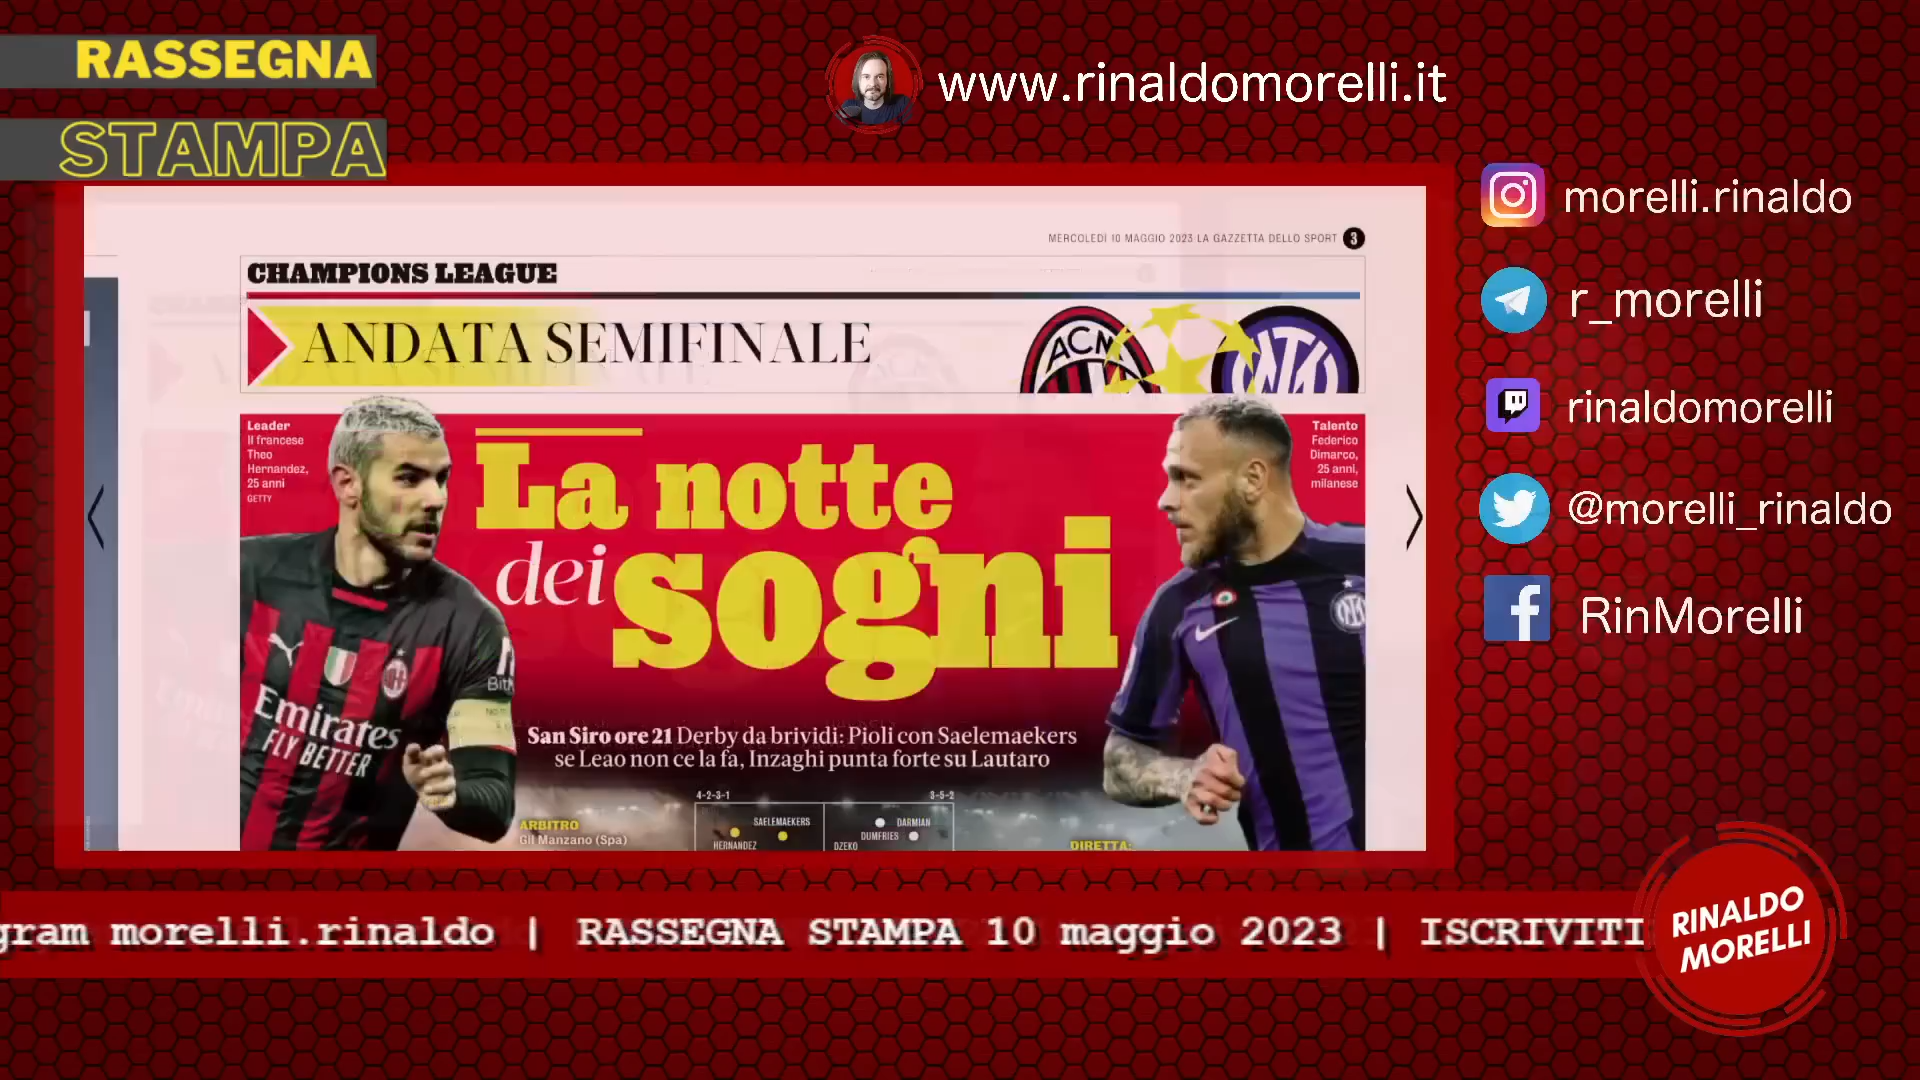 RASSEGNA
STAMPA
www.rinaldomorelli.it
morelli.rinaldo
r_morelli
rinaldomorelli
@morelli_rinaldo
RinMorelli
MERCOLEDÌ 10 MAGGIO 2023 LA GAZZETTA DELLO SPORT 3
CHAMPIONS LEAGUE
ANDATA SEMIFINALE
ACM
Leader
Il francese
Theo
Hernandez,
25 anni
GETTY
La notte
dei sogni
Talento
Federico
Dimarco,
25 anni,
milanese
Emirates
FLY BETTER
San Siro ore 21 Derby da brividi: Pioli con Saelemaekers
se Leao non ce la fa, Inzaghi punta forte su Lautaro
4-2-3-1
3-5-2
ARBITRO
Gil Manzano (Spa)
SAELEMAEKERS
HERNANDEZ
DARMIAN
DUMFRIES
DZEKO
DIRETTA:
gram morelli.rinaldo | RASSEGNA STAMPA 10 maggio 2023 | ISCRIVITI
RINALDO
MORELLI